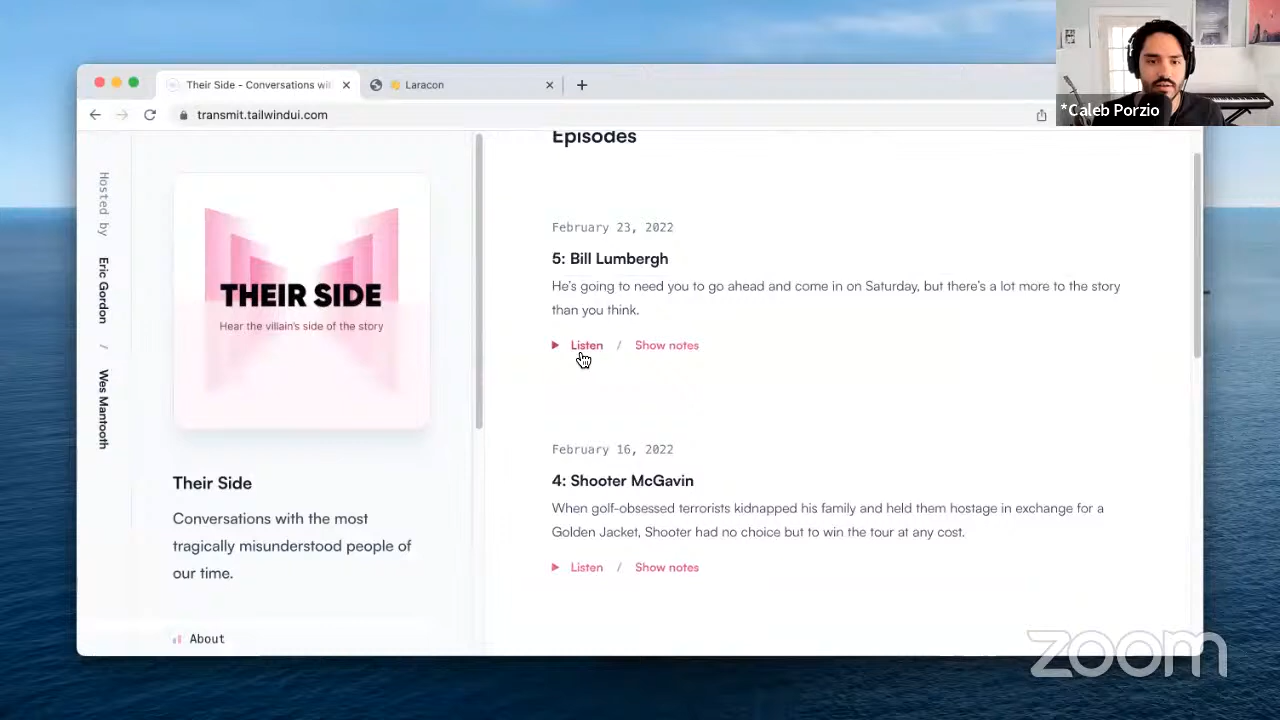 Their Side - Conversations wit
Laracon
transmit.tailwindui.com
*Caleb Porzio
Hosted by
Eric Gordon
/
Wes Mantooth
THEIR SIDE
Hear the villain's side of the story
Their Side
Conversations with the most
tragically misunderstood people of
our time.
About
Episodes
February 23, 2022
5: Bill Lumbergh
He's going to need you to go ahead and come in on Saturday, but there's a lot more to the story
than you think.
Listen / Show notes
February 16, 2022
4: Shooter McGavin
When golf-obsessed terrorists kidnapped his family and held them hostage in exchange for a
Golden Jacket, Shooter had no choice but to win the tour at any cost.
Listen / Show notes
zoom